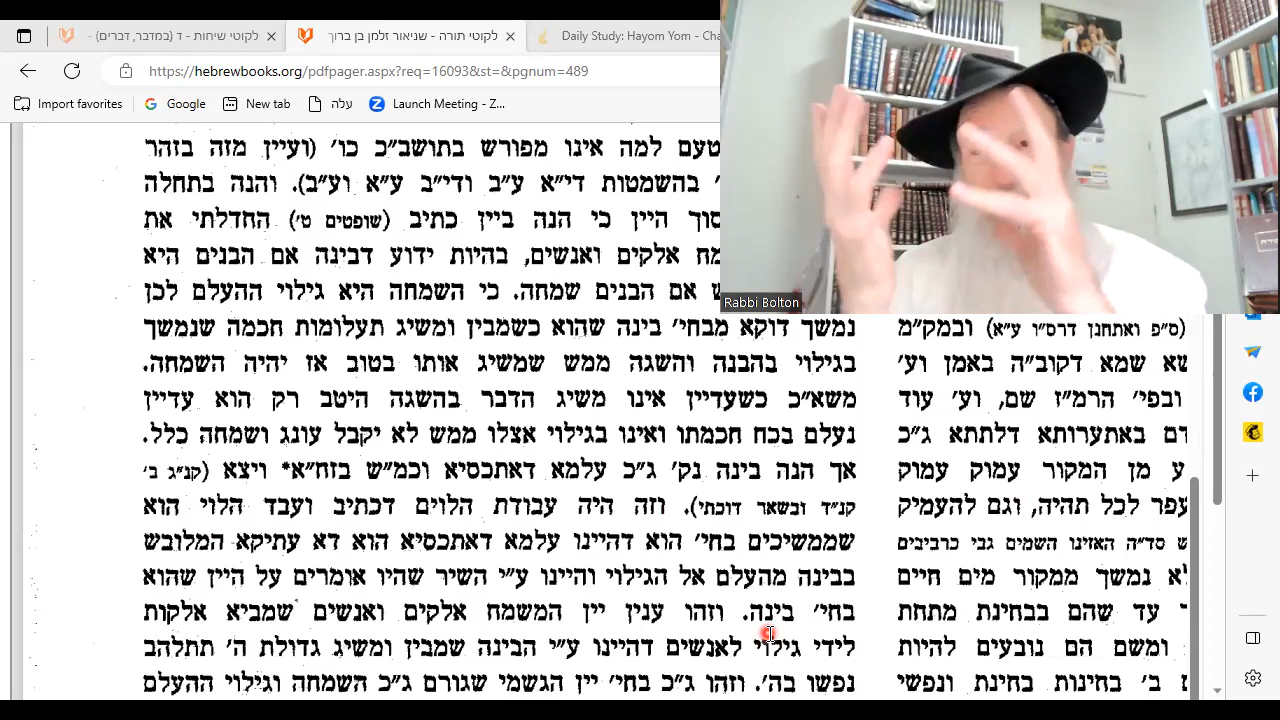 לקוטי שיחות - ד (במדבר, דברים) -
לקוטי תורה - שניאור זלמן בן ברוך
Daily Study: Hayom Yom - Cha
https://hebrewbooks.org/pdfpager.aspx?req=16093&st=&pgnum=489
Import favorites
Google
New tab
עלה
Launch Meeting - Z...
Rabbi Bolton
טעם למה אינו מפורש בתושב״כ כו׳ (ועיין מזה בזהר
׳ בהשמטות די״א ע״ב ודי״ב ע״א וע״ב). והנה בתחלה
סוך היין כי הנה ביין כתיב (שופטים ט׳) החדלתי את
מח אלקים ואנשים, בהיות ידוע דבינה אם הבנים היא
ש אם הבנים שמחה. כי השמחה היא גילוי ההעלם לכן
נמשך דוקא מבחי׳ בינה שהוא כשמבין ומשיג תעלומות חכמה שנמשך
בגילוי בהבנה והשגה ממש שמשיג אותו בטוב אז יהיה השמחה.
משא״כ כשעדיין אינו משיג הדבר בהשגה היטב רק הוא עדיין
נעלם בכח חכמתו ואינו בגילוי אצלו ממש לא יקבל עונג ושמחה כלל.
אך הנה בינה נק׳ ג״כ עלמא דאתכסיא וכמ״ש בזח״א* ויצא (קנ״ג ב׳
קנ״ד ובשאר דוכתי). וזה היה עבודת הלוים דכתיב ועבד הלוי הוא
שממשיכים בחי׳ הוא דהיינו עלמא דאתכסיא הוא דא עתיקא המלובש
בבינה מהעלם אל הגילוי והיינו ע״י השיר שהיו אומרים על היין שהוא
בחי׳ בינה. וזהו ענין יין המשמח אלקים ואנשים שמביא אלקות
לידי גילוי לאנשים דהיינו ע״י הבינה שמבין ומשיג גדולת ה׳ תתלהב
נפשו בה׳. וזהו ג״כ בחי׳ יין הגשמי שגורם ג״כ השמחה וגילוי ההעלם
(ס״פ ואתחנן דרס״ו ע״א) ובמק״מ
שא שמא דקוב״ה באמן וע׳
ובפי׳ הרמ״ז שם, וע׳ עוד
דם באתערותא דלתתא ג״כ
ע מן המקור עמוק עמוק
עפר לכל תהיה, וגם להעמיק
ש סד״ה האזינו השמים גבי כרביבים
לא נמשך ממקור מים חיים
ר עד שהם בבחינת מתחת
ומשם הם נובעים להיות
ת ב׳ בחינות בחינת ונפשי